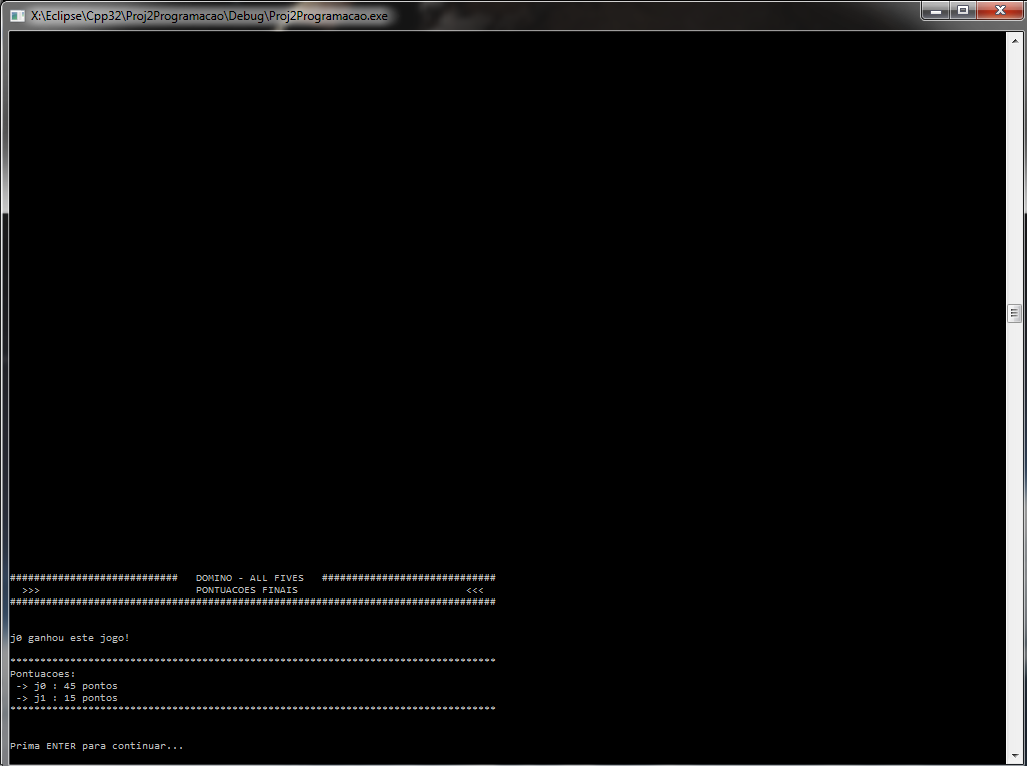 X:\Eclipse\Cpp32\Proj2Programacao\Debug\Proj2Programacao.exe
############################   DOMINO - ALL FIVES   #############################
>>>                          PONTUACOES FINAIS                            <<<
#################################################################################
j0 ganhou este jogo!
*********************************************************************************
Pontuacoes:
-> j0 : 45 pontos
-> j1 : 15 pontos
*********************************************************************************
Prima ENTER para continuar...